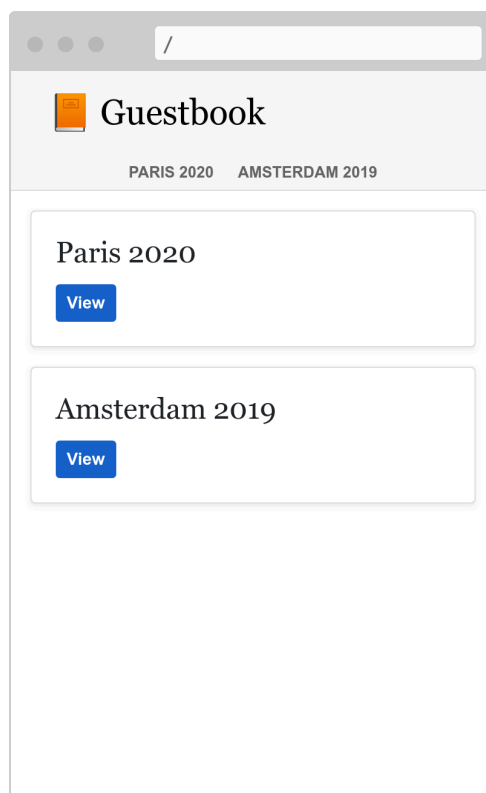 /
Guestbook
PARIS 2020 AMSTERDAM 2019
Paris 2020
View
Amsterdam 2019
View